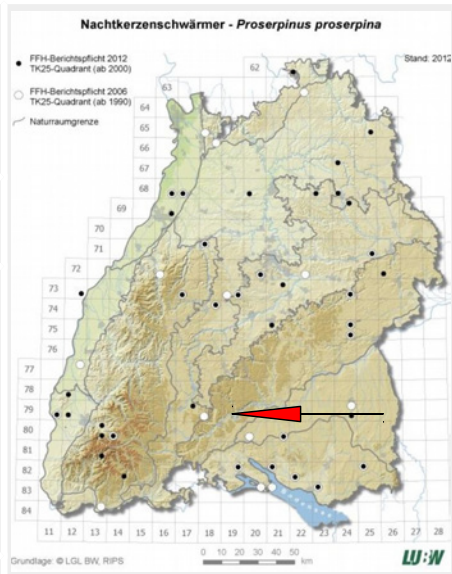 Nachtkerzenschwärmer - Proserpinus proserpina
FFH-Berichtspflicht 2012
TK25-Quadrant (ab 2000)
Stand: 2012
FFH-Berichtspflicht 2006
TK25-Quadrant (ab 1990)
Naturraumgrenze
62
63
64
65
66
67
68
69
70
71
72
73
74
75
76
77
78
79
80
81
82
83
84
11 12 13 14 15 16 17 18 19 20 21 22 23 24 25 26 27 28
Grundlage: © LGL BW, RIPS
0 10 20 30 40 50
km
LU:W